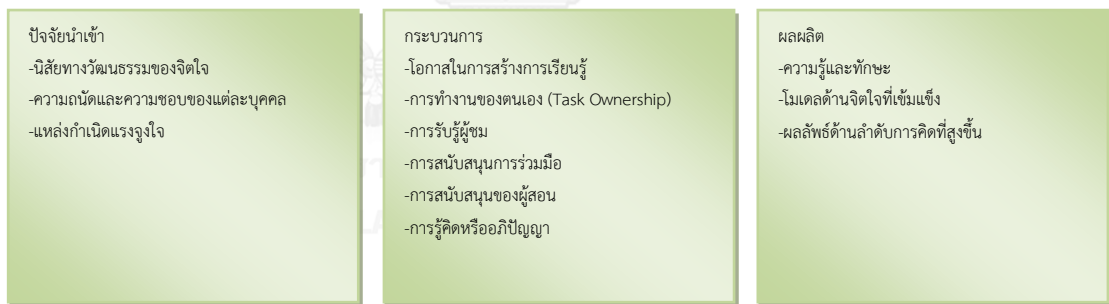 ปัจจัยนำเข้า
-นิสัยทางวัฒนธรรมของจิตใจ
-ความถนัดและความชอบของแต่ละบุคคล
-แหล่งกำเนิดแรงจูงใจ
กระบวนการ
-โอกาสในการสร้างการเรียนรู้
-การทำงานของตนเอง (Task Ownership)
-การรับรู้ผู้ชม
-การสนับสนุนการร่วมมือ
-การสนับสนุนของผู้สอน
-การรู้คิดหรืออภิปัญญา
ผลผลิต
-ความรู้และทักษะ
-โมเดลด้านจิตใจที่เข้มแข็ง
-ผลลัพธ์ด้านลำดับการคิดที่สูงขึ้น